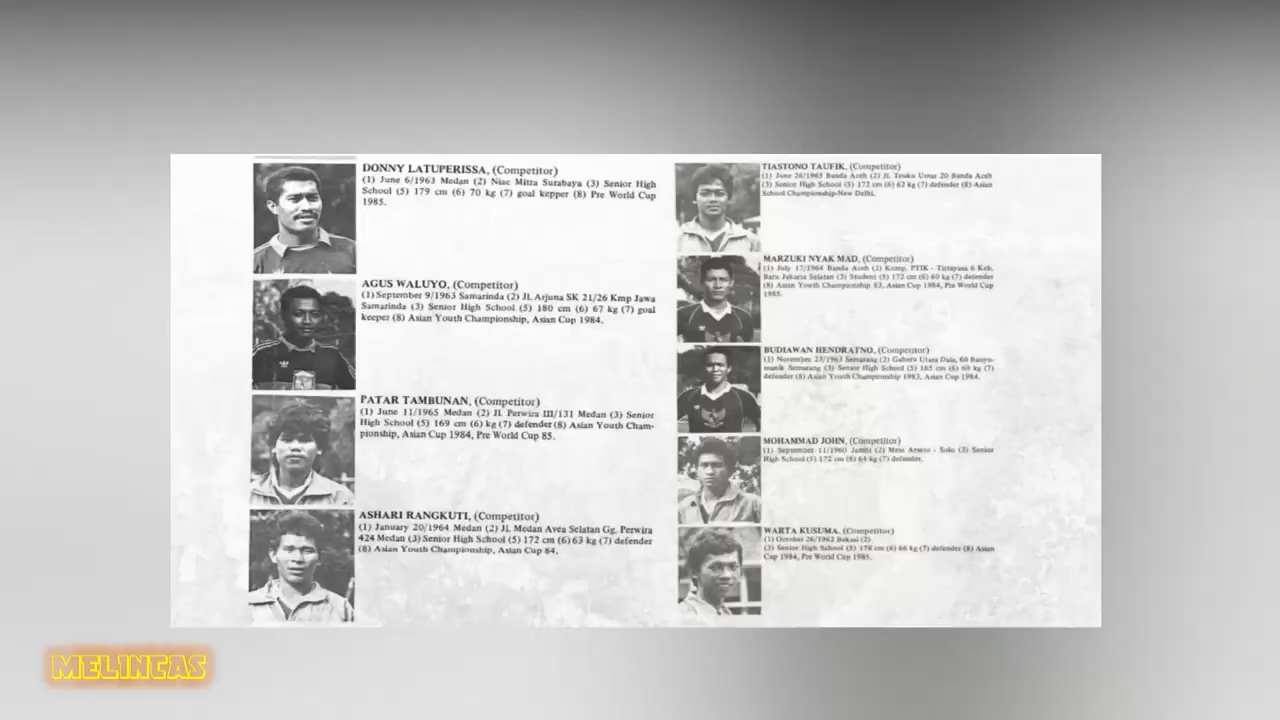 DONNY LATUPERISSA, (Competitor)
(1) June 6/1963 Medan (2) Niac Mitra Surabaya (3) Senior High
School (5) 179 cm (6) 70 kg (7) goal kepper (8) Pre World Cup
1985.
AGUS WALUYO, (Competitor)
(1) September 9/1963 Samarinda (2) Jl. Arjuna SK 21/26 Kmp Jawa
Samarinda (3) Senior High School (5) 180 cm (6) 67 kg (7) goal
keeper (8) Asian Youth Championship, Asian Cup 1984.
PATAR TAMBUNAN, (Competitor)
(1) June 11/1965 Medan (2) Jl. Perwira III/131 Medan (3) Senior
High School (5) 169 cm (6) kg (7) defender (8) Asian Youth Cham-
pionship, Asian Cup 1984, Pre World Cup 85.
ASHARI RANGKUTI, (Competitor)
(1) January 20/1964 Medan (2) Jl. Medan Avea Selatan Gg. Perwira
424 Medan (3) Senior High School (5) 172 cm (6) 63 kg (7) defender
(8) Asian Youth Championship, Asian Cup 84.
TIASTONO TAUFIK, (Competitor)
(1) June 26/1965 Banda Aceh (2) Jl. Teuku Umar 20 Banda Aceh
(3) Senior High School (5) 172 cm (6) 62 kg (7) defender (8) Asian
School Championship-New Delhi.
MARZUKI NYAK MAD, (Competitor)
(1) July 17/1964 Banda Aceh (2) Komp. PTIK - Tirtayasa 6 Keb.
Baru Jakarta Selatan (3) Student (5) 172 cm (6) 60 kg (7) defender
(8) Asian Youth Championship 83, Asian Cup 1984, Pre World Cup
1985.
BUDIAWAN HENDRATNO, (Competitor)
(1) November 23/1963 Semarang (2) Gaharu Utara Dala, 60 Banyu-
manik Semarang (3) Senior High School (5) 165 cm (6) 60 kg (7)
defender (8) Asian Youth Championship 1983, Asian Cup 1984.
MOHAMMAD JOHN, (Competitor)
(1) September 11/1960 Jambi (2) Mess Arseto - Solo (3) Senior
High School (5) 172 cm (6) 64 kg (7) defender.
WARTA KUSUMA, (Competitor)
(1) October 26/1962 Bekasi (2)
(3) Senior High School (5) 178 cm (6) 66 kg (7) defender (8) Asian
Cup 1984, Pre World Cup 1985.
MELINTAS